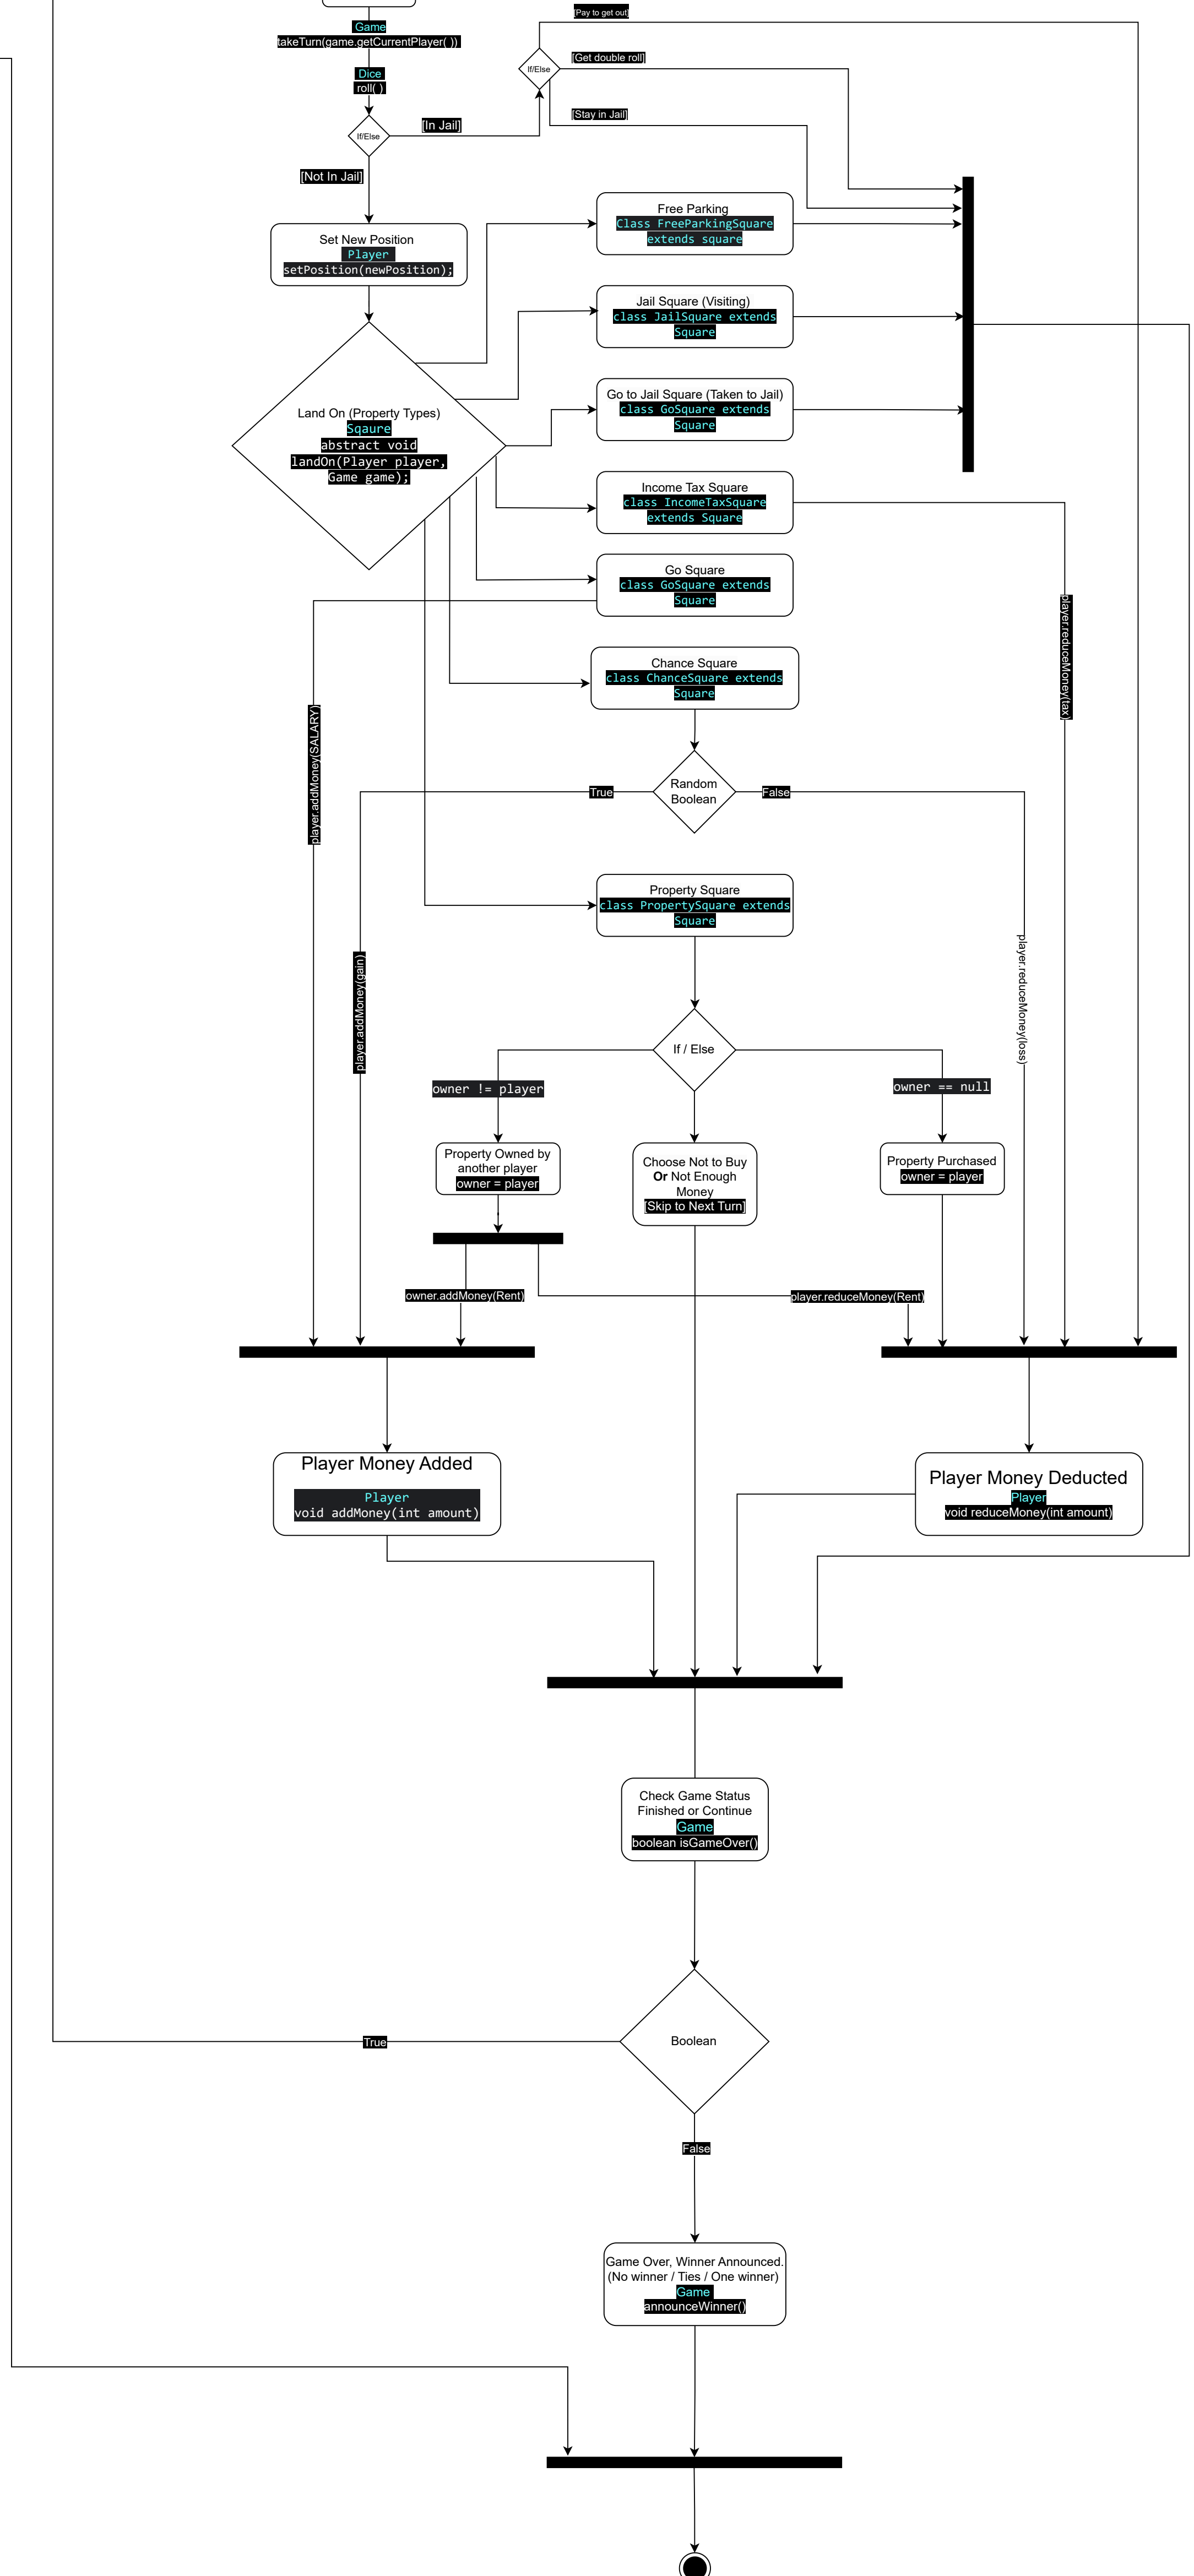 [Pay to get out]
Game
takeTurn(game.getCurrentPlayer( ))
[Get double roll]
If/Else
Dice
roll( )
[Stay in Jail]
[In Jail]
If/Else
[Not In Jail]
Free Parking
Class FreeParkingSquare
extends square
Set New Position
Player
setPosition(newPosition);
Jail Square (Visiting)
class JailSquare extends
Square
Go to Jail Square (Taken to Jail)
class GoSquare extends
Square
Land On (Property Types)
Sqaure
abstract void
landOn(Player player,
Game game);
Income Tax Square
class IncomeTaxSquare
extends Square
Go Square
class GoSquare extends
Square
player.reduceMoney(tax)
Chance Square
class ChanceSquare extends
Square
player.addMoney(SALARY)
Random
Boolean
True
False
Property Square
class PropertySquare extends
Square
player.addMoney(gain)
player.reduceMoney(loss)
If / Else
owner != player
owner == null
Property Owned by
another player
owner = player
Choose Not to Buy
Or Not Enough
Money
[Skip to Next Turn]
Property Purchased
owner = player
owner.addMoney(Rent)
player.reduceMoney(Rent)
Player Money Added
Player
void addMoney(int amount)
Player Money Deducted
Player
void reduceMoney(int amount)
Check Game Status
Finished or Continue
Game
boolean isGameOver()
Boolean
True
False
Game Over, Winner Announced.
(No winner / Ties / One winner)
Game
announceWinner()